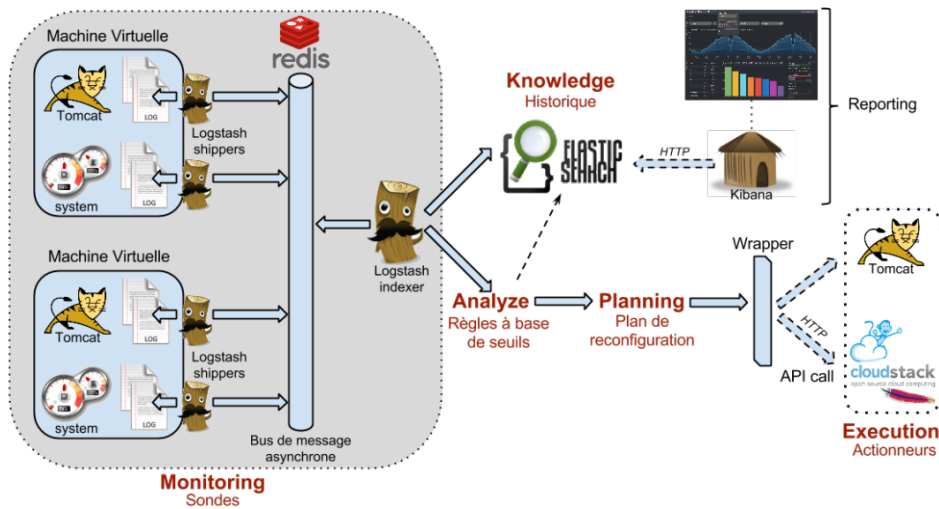 Machine Virtuelle
Tomcat
LOG
Logstash
shippers
system
LOG
redis
Machine Virtuelle
Tomcat
LOG
Logstash
shippers
system
LOG
Bus de message
asynchrone
Monitoring
Sondes
Logstash
indexer
Knowledge
Historique
ELASTIC
SEARCH
HTTP
Kibana
Reporting
Analyze
Règles à base
de seuils
Planning
Plan de
reconfiguration
Wrapper
HTTP
API call
Tomcat
cloudstack
open source cloud computing
Execution
Actionneurs